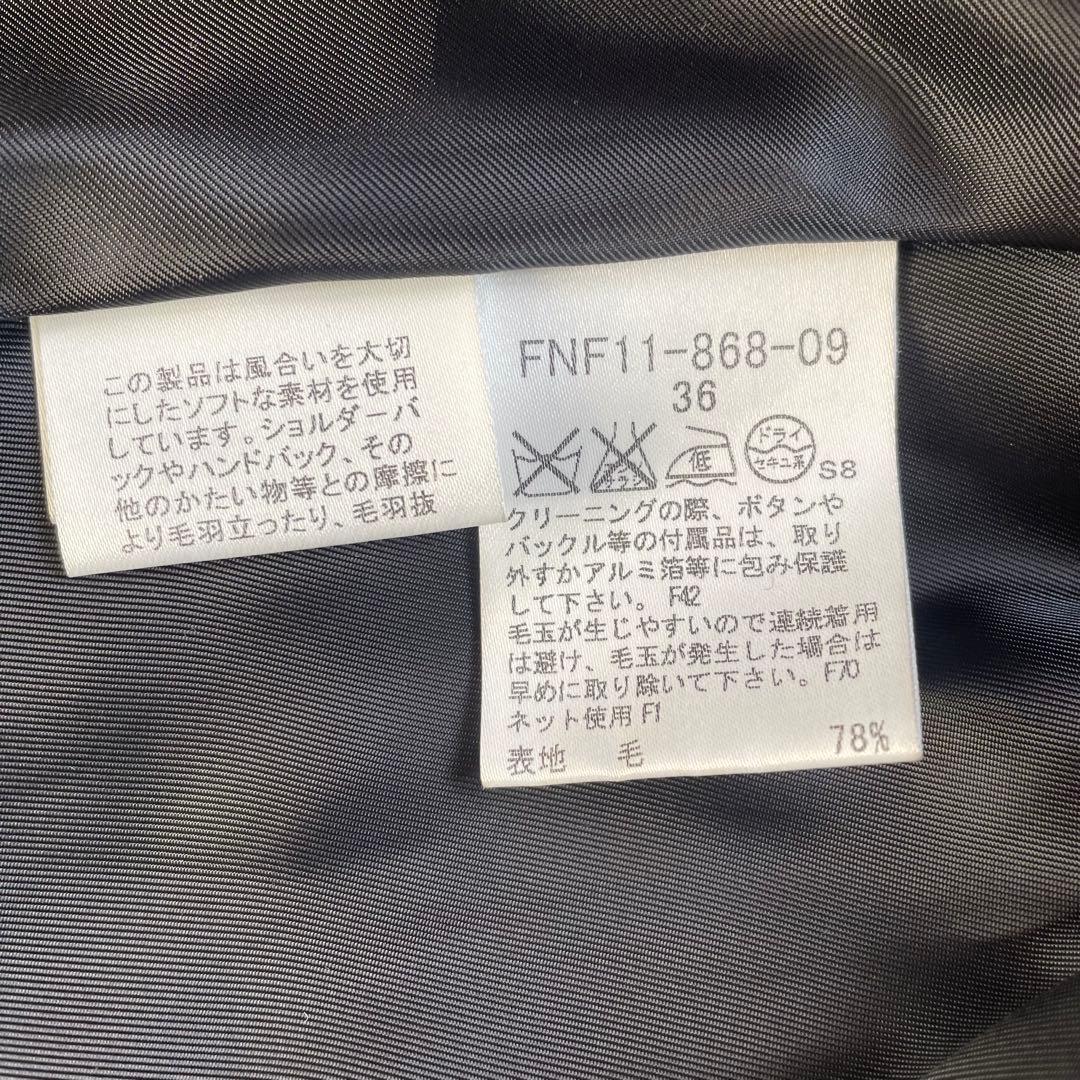 この製品は風合いを大切
にしたソフトな素材を使用
しています。ショルダーバ
ックやハンドバック、その
他のかたい物等との摩擦に
より毛羽立ったり、毛羽抜
FNF11-868-09
36
エンソサラシ
低
ドライ
セキユ系
S8
クリーニングの際、ボタンや
バックル等の付属品は、取り
外すかアルミ箔等に包み保護
して下さい。 F42
毛玉が生じやすいので連続着用
は避け、毛玉が発生した場合は
早めに取り除いて下さい。F70
ネット使用 F1
表地 毛 78%